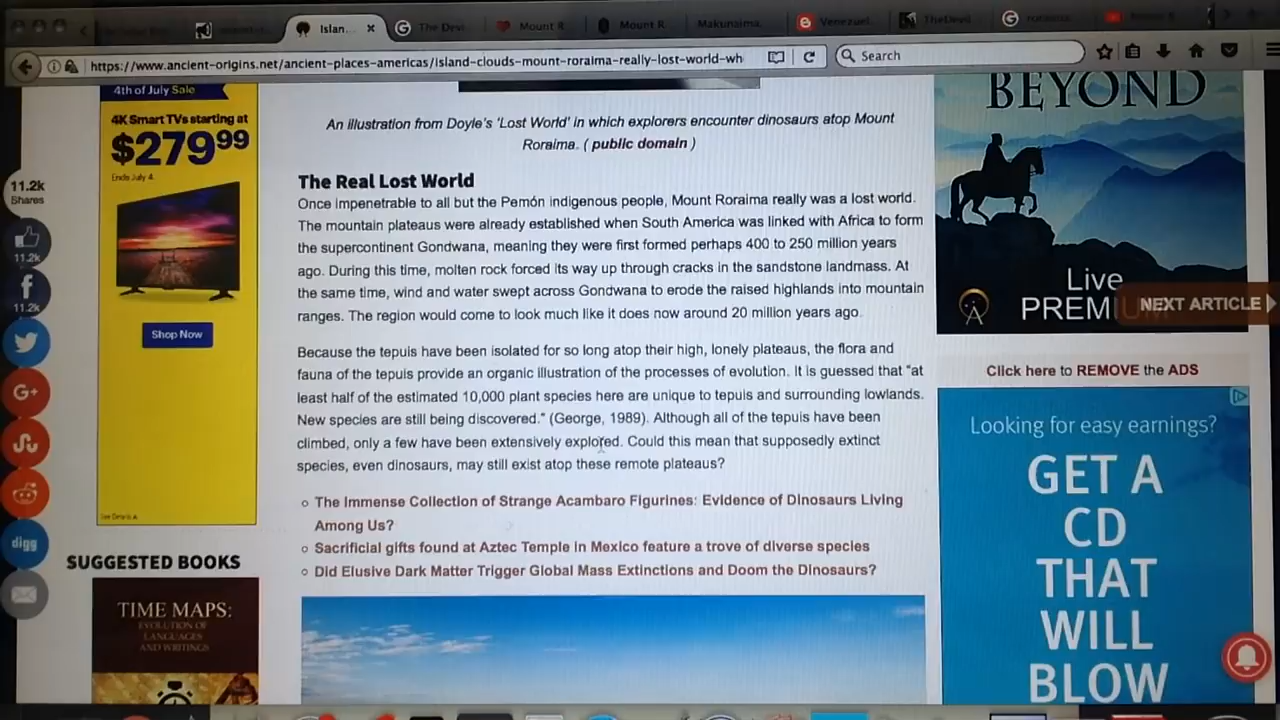 Islan...
The Devi
Mount R
Mount R
Makunaima.
Venezuel
TheDevil
https://www.ancient-origins.net/ancient-places-americas/island-clouds-mount-roraima-really-lost-world-wh
Search
4th of July Sale
4K Smart TVs starting at
$279.99
Ends July 4.
Shop Now
11.2k
Shares
11.2k
11.2k
G+
digg
SUGGESTED BOOKS
TIME MAPS:
EVOLUTION OF
LANGUAGES
AND WRITINGS
An illustration from Doyle's 'Lost World' in which explorers encounter dinosaurs atop Mount
Roraima. ( public domain )
The Real Lost World
Once impenetrable to all but the Pemón indigenous people, Mount Roraima really was a lost world.
The mountain plateaus were already established when South America was linked with Africa to form
the supercontinent Gondwana, meaning they were first formed perhaps 400 to 250 million years
ago. During this time, molten rock forced its way up through cracks in the sandstone landmass. At
the same time, wind and water swept across Gondwana to erode the raised highlands into mountain
ranges. The region would come to look much like it does now around 20 million years ago.
Because the tepuis have been isolated for so long atop their high, lonely plateaus, the flora and
fauna of the tepuis provide an organic illustration of the processes of evolution. It is guessed that "at
least half of the estimated 10,000 plant species here are unique to tepuis and surrounding lowlands.
New species are still being discovered." (George, 1989). Although all of the tepuis have been
climbed, only a few have been extensively explored. Could this mean that supposedly extinct
species, even dinosaurs, may still exist atop these remote plateaus?
The Immense Collection of Strange Acambaro Figurines: Evidence of Dinosaurs Living
Among Us?
Sacrificial gifts found at Aztec Temple in Mexico feature a trove of diverse species
Did Elusive Dark Matter Trigger Global Mass Extinctions and Doom the Dinosaurs?
BEYOND
Live
PREMI
NEXT ARTICLE
Click here to REMOVE the ADS
Looking for easy earnings?
GET A
CD
THAT
WILL
BLOW